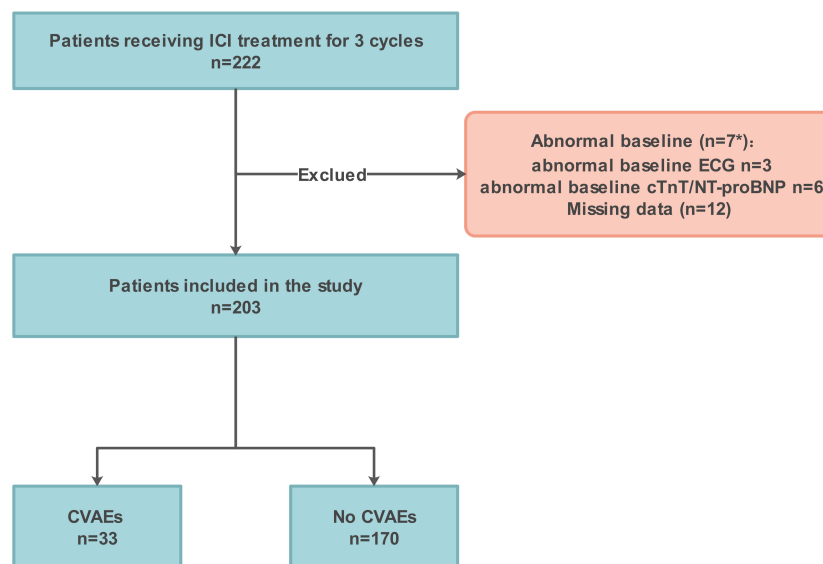 Patients receiving ICI treatment for 3 cycles
n=222
Abnormal baseline (n=7*):
abnormal baseline ECG n=3
abnormal baseline cTnT/NT-proBNP n=6
Missing data (n=12)
Exclued
Patients included in the study
n=203
CVAEs
n=33
No CVAEs
n=170